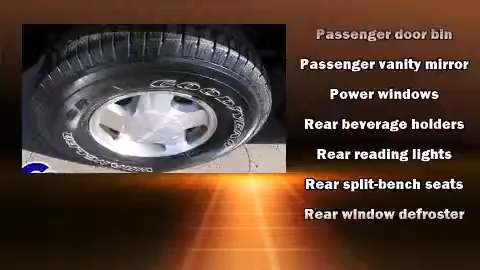 GOODYEAR
WRANGLER
Passenger door bin
Passenger vanity mirror
Power windows
Rear beverage holders
Rear reading lights
Rear split-bench seats
Rear window defroster